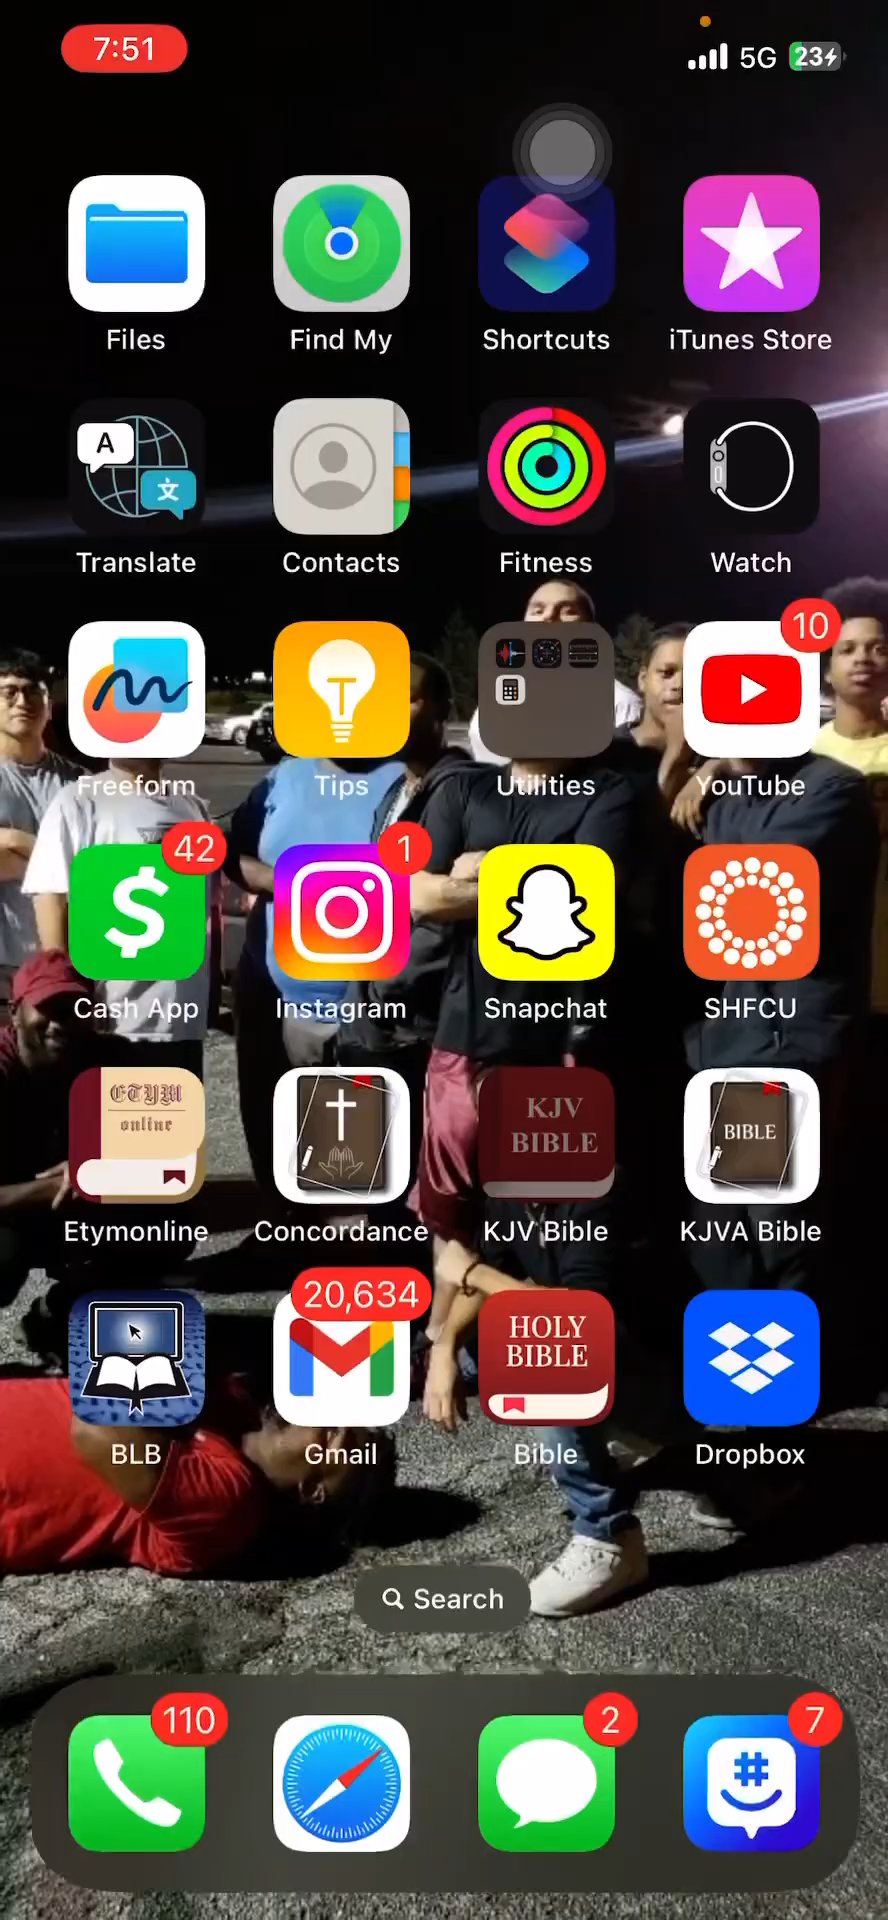 7:51
5G 23
Files Find My Shortcuts iTunes Store
A 文
Translate Contacts Fitness Watch
10
Freeform Tips Utilities YouTube
42 1
$
Cash App Instagram Snapchat SHFCU
ETYM
online
KJV
BIBLE
BIBLE
Etymonline Concordance KJV Bible KJVA Bible
20,634
HOLY
BIBLE
BLB Gmail Bible Dropbox
Search
110 2 7
#